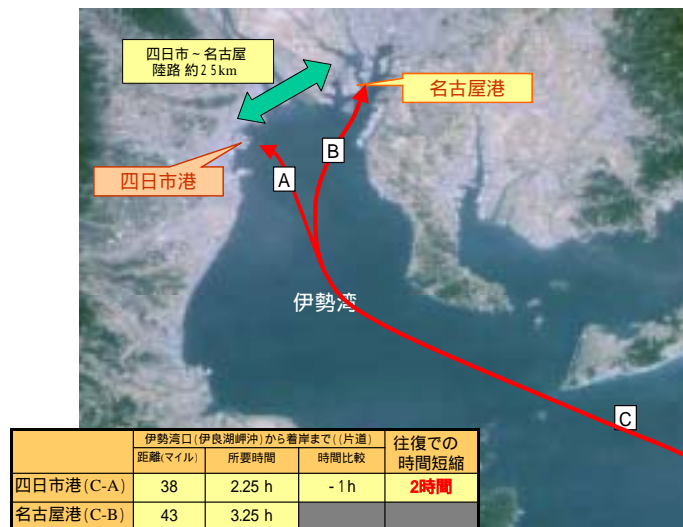 四日市~名古屋
陸路 約25km
名古屋港
B
A
四日市港
伊勢湾
C
伊勢湾口(伊良湖岬沖)から着岸まで((片道)
往復での
時間短縮
距離(マイル) 所要時間 時間比較
四日市港(C-A) 38 2.25 h -1h 2時間
名古屋港(C-B) 43 3.25 h